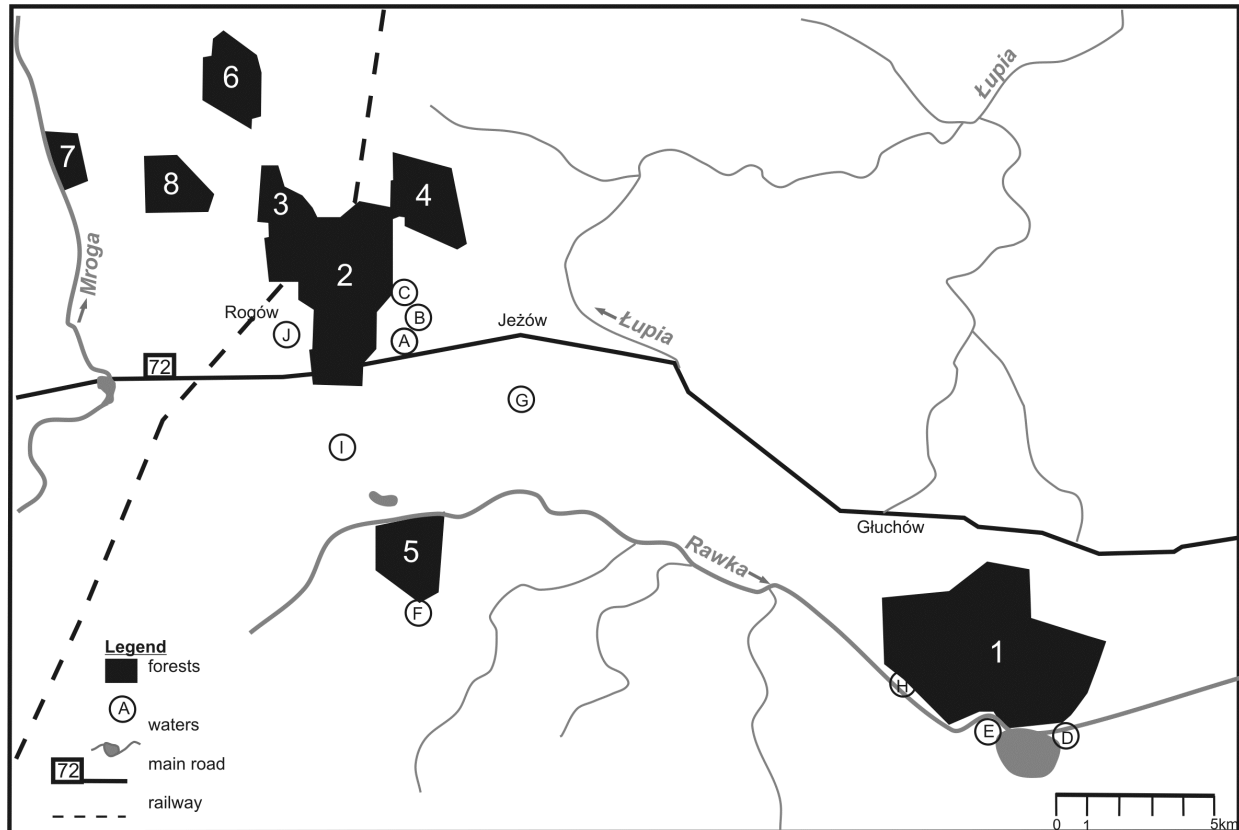 6
Łupia
7
8
3
4
2
Mroga
C
Rogów
B
J
A
Jeżów
Łupia
72
G
I
Głuchów
5
Rawka
F
1
Legend
forests
H
A
waters
E
D
72
main road
railway
0 1 5km